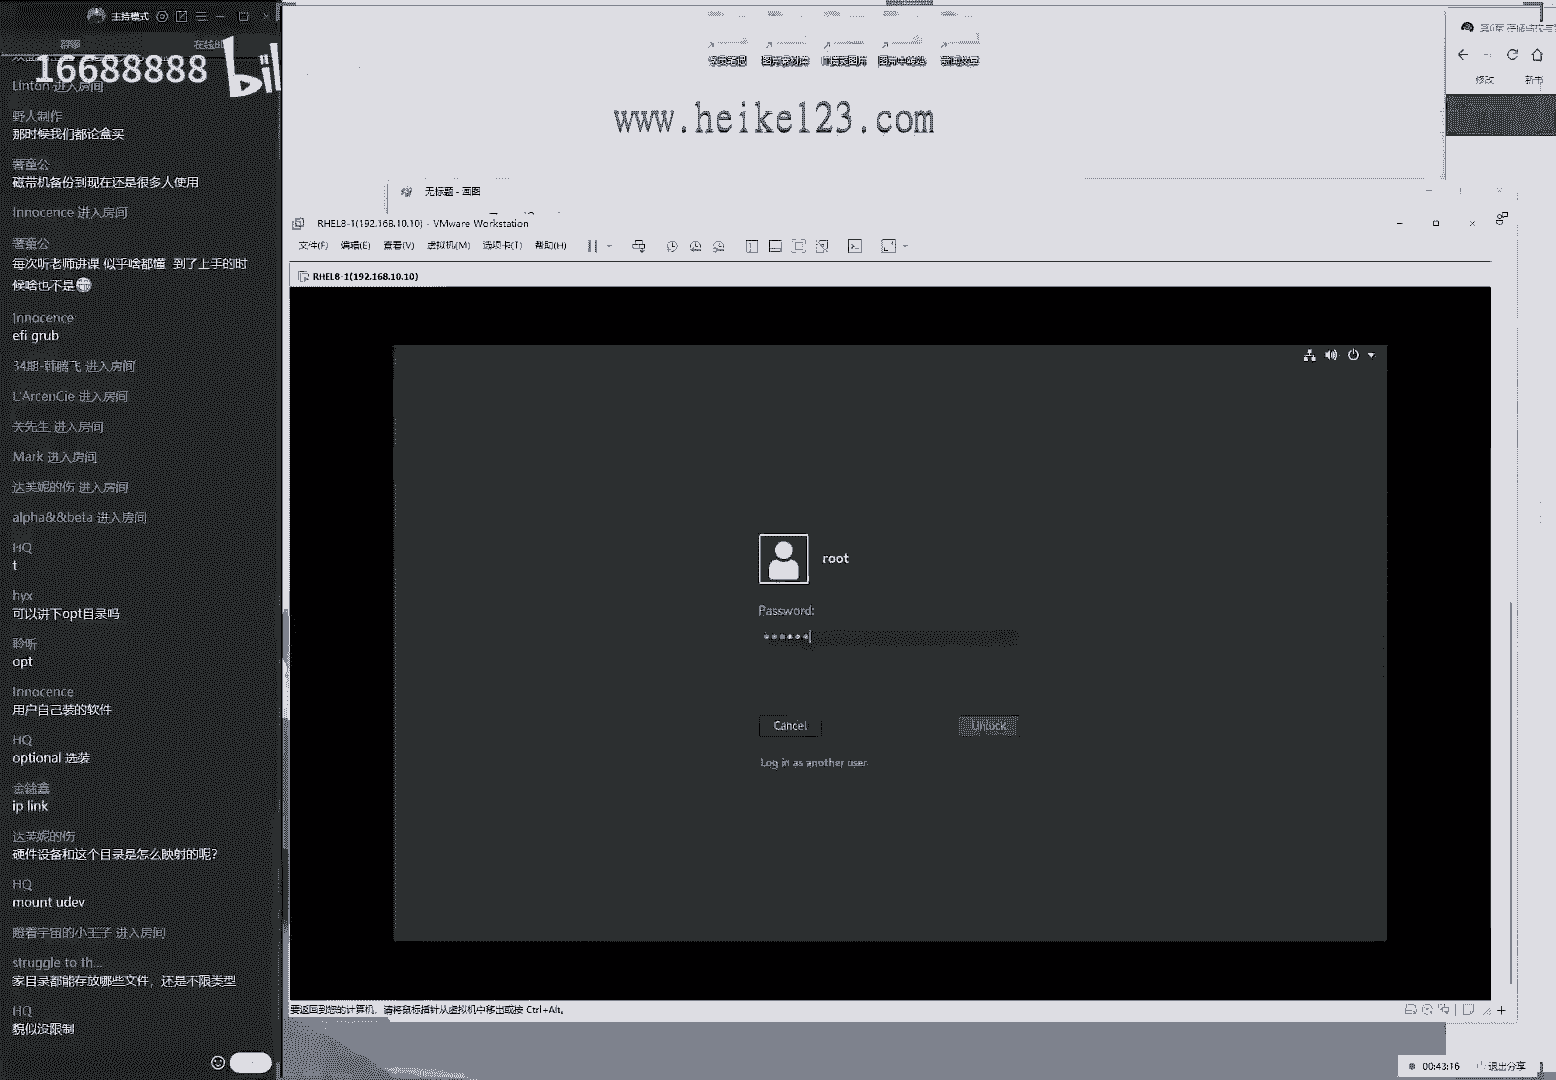 主持模式
16688888
bil
Linton 进入房间
野人制作
那时候我们都论盒买
著童公
磁带机备份到现在还是很多人使用
Innocence 进入房间
著童公
每次听老师讲课 似乎啥都懂 到了上手的时
候啥也不是
Innocence
efi grub
34期-韩腾飞 进入房间
L'ArcenCie 进入房间
关先生 进入房间
Mark 进入房间
达芙妮的伤 进入房间
alpha&&beta 进入房间
HQ
t
hyx
可以讲下opt目录吗
聆听
opt
Innocence
用户自己装的软件
HQ
optional 选装
ip link
达芙妮的伤
硬件设备和这个目录是怎么映射的呢?
HQ
mount udev
瞪着宇宙的小王子 进入房间
struggle to th...
家目录都能存放哪些文件，还是不限类型
HQ
貌似没限制
www.heike123.com
修改
新书
无标题 - 画图
RHEL8-1(192.168.10.10) - VMware Workstation
文件(F) 编辑(E) 查看(V) 虚拟机(M) 选项卡(T) 帮助(H)
RHEL8-1(192.168.10.10)
root
Password:
Cancel
Unlock
Log in as another user
要返回到您的计算机，请将鼠标指针从虚拟机中移出或按 Ctrl+Alt。
00:43:16
退出分享